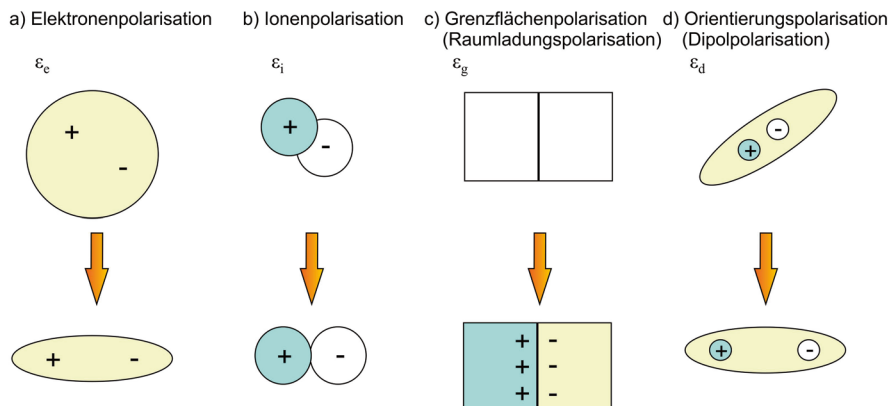 a) Elektronenpolarisation
b) Ionenpolarisation
c) Grenzflächenpolarisation
(Raumladungspolarisation)
d) Orientierungspolarisation
(Dipolpolarisation)
εe
εi
εg
εd
+
-
+
-
+
-
+ -
+ -
+ -
+ -
+ -
+ -